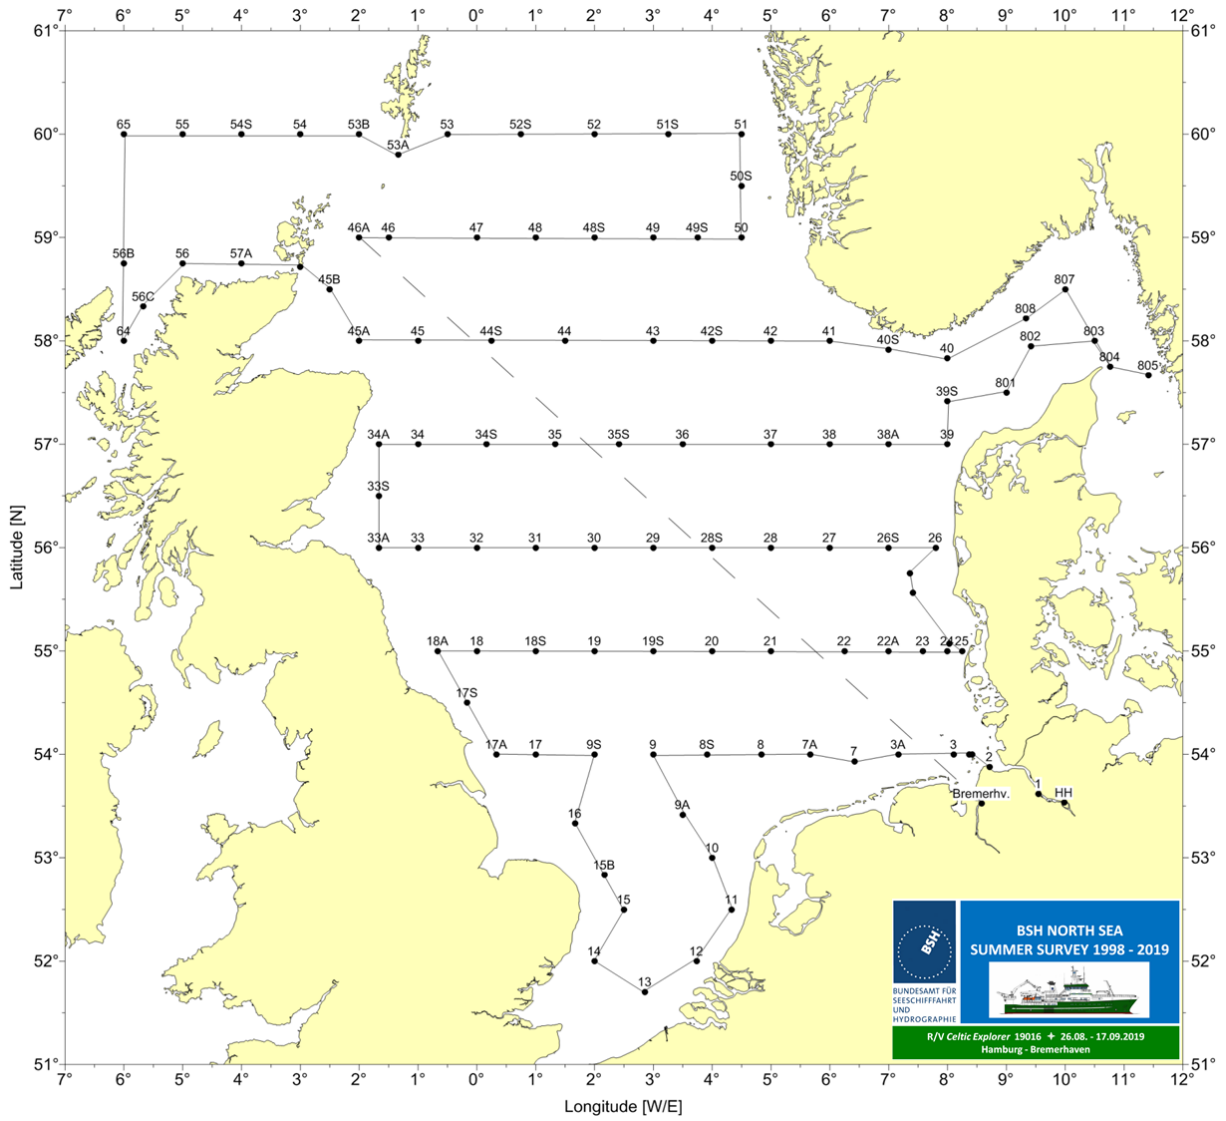 7° 6° 5° 4° 3° 2° 1° 0° 1° 2° 3° 4° 5° 6° 7° 8° 9° 10° 11° 12°
61° 61°
65 55 54S 54 53B 53 52S 52 51S 51
60° 60°
53A
50S
46A 46 47 48 48S 49 49S 50
59° 59°
56B 56 57A
45B 807
56C
808
64 45A 45 44S 44 43 42S 42 41 40S 40 802 803
58° 58°
804 805
39S 801
34A 34 34S 35 35S 36 37 38 38A 39
57° 57°
33S
33A 33 32 31 30 29 28S 28 27 26S 26
56° 56°
Latitude [N]
18A 18 18S 19 19S 20 21 22 22A 23 24 25
55° 55°
17S
17A 17 9S 9 8S 8 7A 7 3A 3 2
54° 54°
Bremerhv. 1 HH
16 9A
15B 10
53° 53°
15 11
14 13 12
52° 52°
BSH
BUNDESAMT FÜR
SEESCHIFFFAHRT
UND
HYDROGRAPHIE
BSH NORTH SEA
SUMMER SURVEY 1998 - 2019
R/V Celtic Explorer 19016 + 26.08. - 17.09.2019
Hamburg - Bremerhaven
51° 51°
7° 6° 5° 4° 3° 2° 1° 0° 1° 2° 3° 4° 5° 6° 7° 8° 9° 10° 11° 12°
Longitude [W/E]